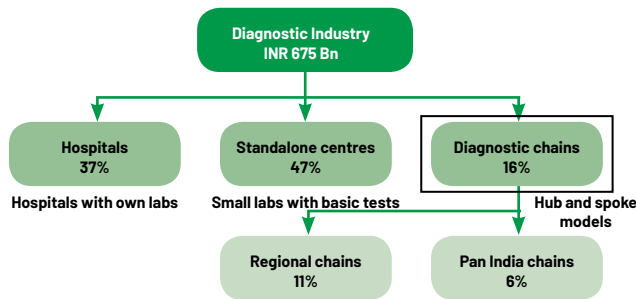 Diagnostic Industry
INR 675 Bn
Hospitals
37%
Standalone centres
47%
Diagnostic chains
16%
Hospitals with own labs
Small labs with basic tests
Hub and spoke
models
Regional chains
11%
Pan India chains
6%